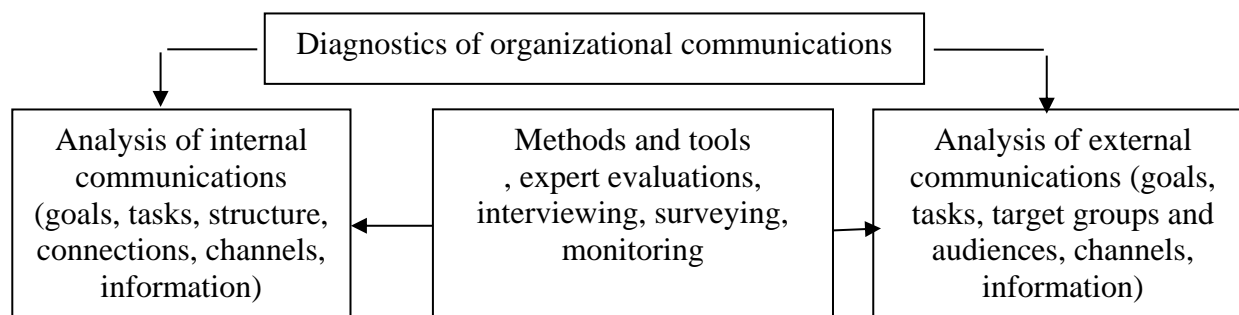 Diagnostics of organizational communications
Analysis of internal
communications
(goals, tasks, structure,
connections, channels,
information)
Methods and tools
, expert evaluations,
interviewing, surveying,
monitoring
Analysis of external
communications (goals,
tasks, target groups and
audiences, channels,
information)